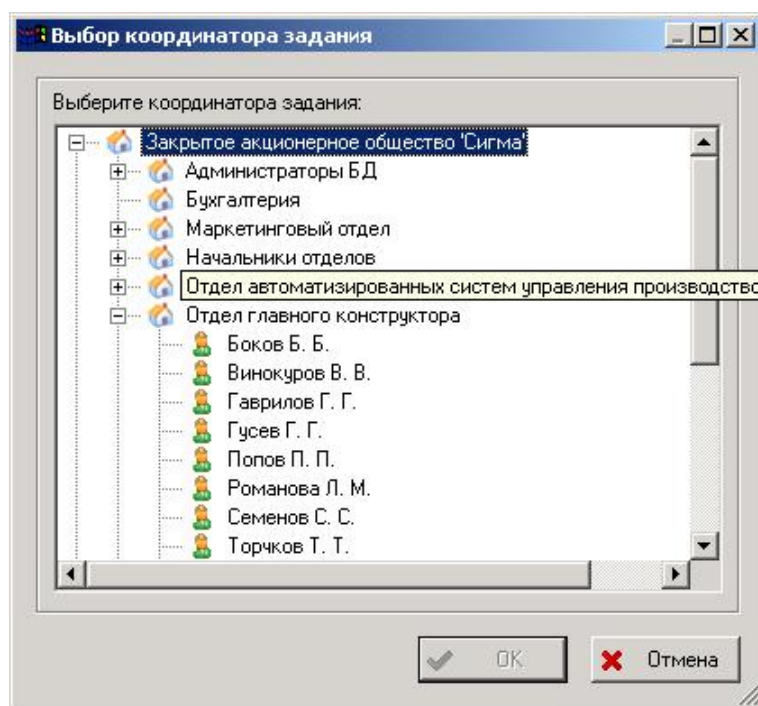 Выбор координатора задания
Выберите координатора задания:
Закрытое акционерное общество 'Сигма'
Администраторы БД
Бухгалтерия
Маркетинговый отдел
Начальники отделов
Отдел автоматизированных систем управления производство
Отдел главного конструктора
Боков Б. Б.
Винокуров В. В.
Гаврилов Г. Г.
Гусев Г. Г.
Попов П. П.
Романова Л. М.
Семенов С. С.
Торчков Т. Т.
OK Отмена